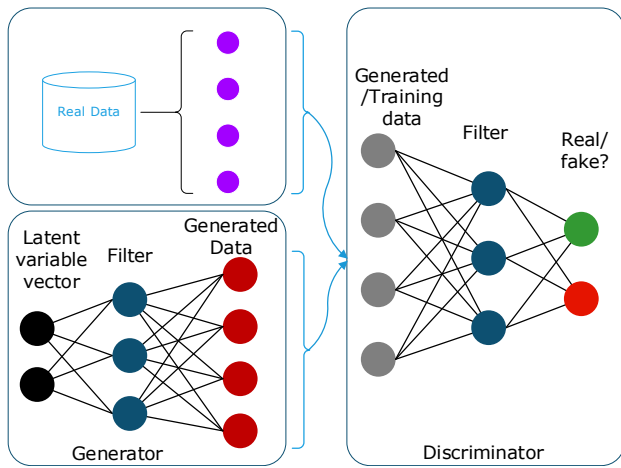 Real Data
Latent
variable
vector
Filter
Generated
Data
Generator
Generated
/Training
data
Filter
Real/
fake?
Discriminator